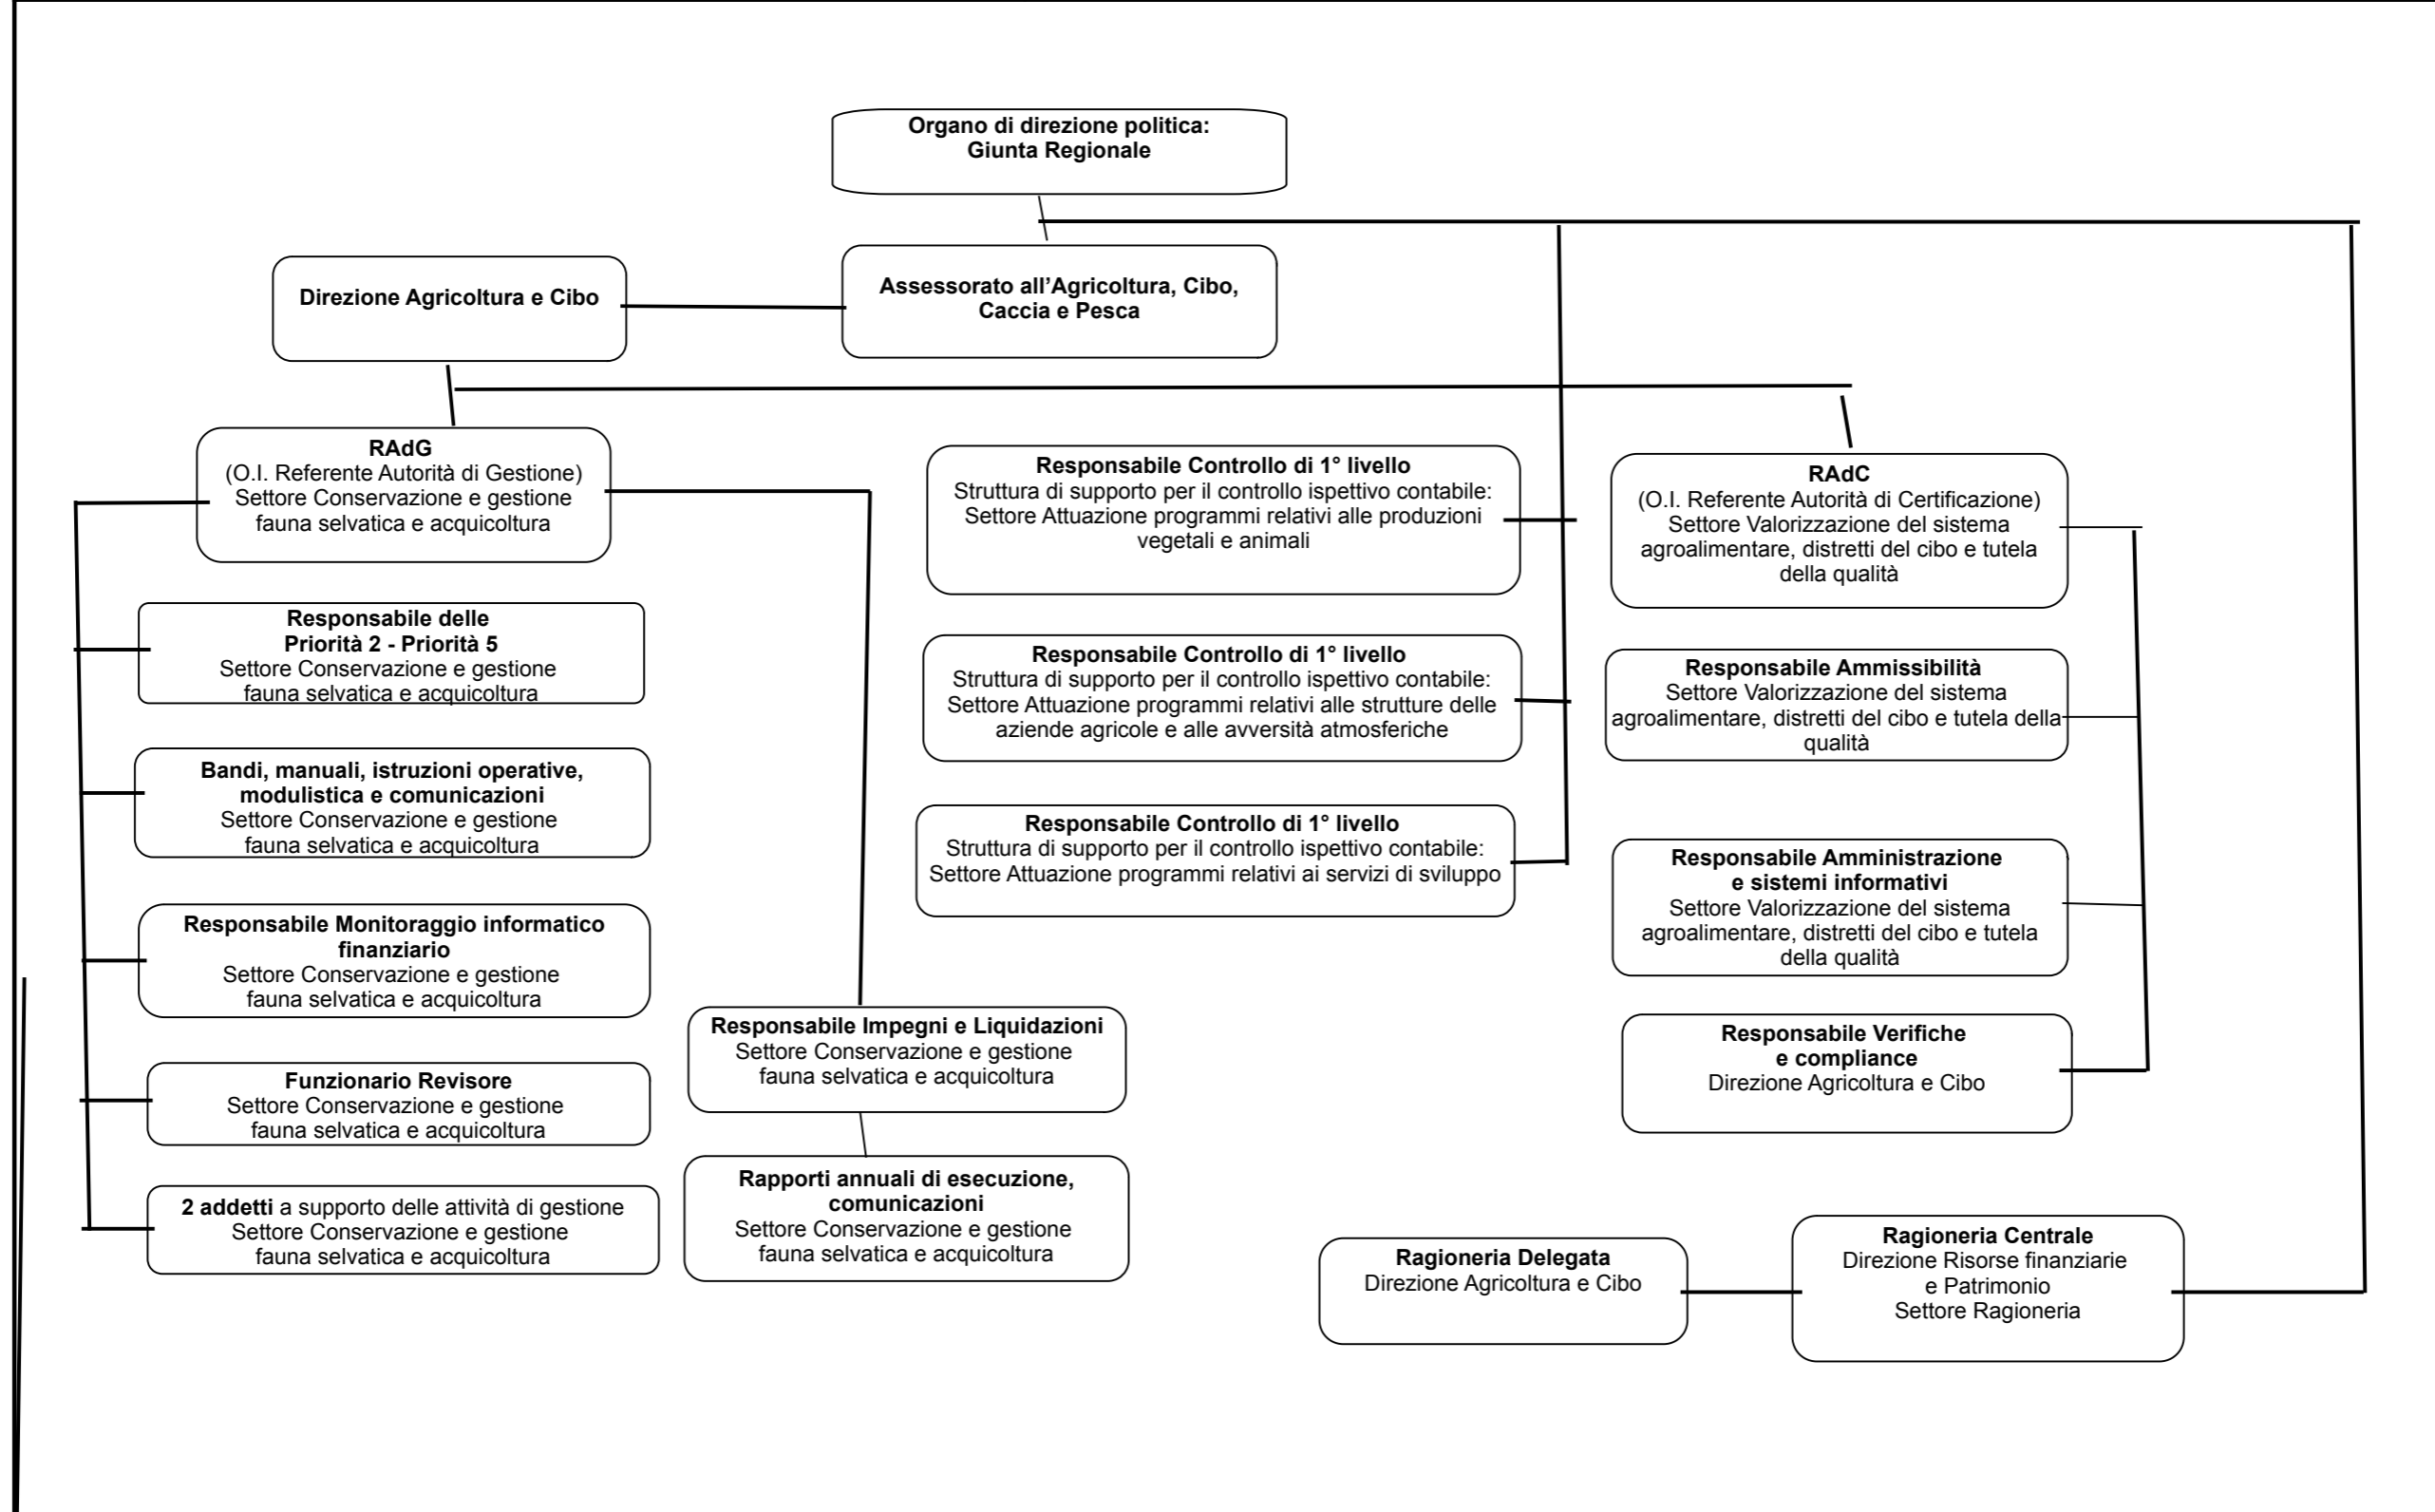 Organo di direzione politica:
Giunta Regionale
Direzione Agricoltura e Cibo
Assessorato all’Agricoltura, Cibo,
Caccia e Pesca
RAdG
(O.I. Referente Autorità di Gestione)
Settore Conservazione e gestione
fauna selvatica e acquicoltura
Responsabile delle
Priorità 2 - Priorità 5
Settore Conservazione e gestione
fauna selvatica e acquicoltura
Bandi, manuali, istruzioni operative,
modulistica e comunicazioni
Settore Conservazione e gestione
fauna selvatica e acquicoltura
Responsabile Monitoraggio informatico
finanziario
Settore Conservazione e gestione
fauna selvatica e acquicoltura
Funzionario Revisore
Settore Conservazione e gestione
fauna selvatica e acquicoltura
2 addetti a supporto delle attività di gestione
Settore Conservazione e gestione
fauna selvatica e acquicoltura
Responsabile Impegni e Liquidazioni
Settore Conservazione e gestione
fauna selvatica e acquicoltura
Rapporti annuali di esecuzione,
comunicazioni
Settore Conservazione e gestione
fauna selvatica e acquicoltura
Responsabile Controllo di 1° livello
Struttura di supporto per il controllo ispettivo contabile:
Settore Attuazione programmi relativi alle produzioni
vegetali e animali
Responsabile Controllo di 1° livello
Struttura di supporto per il controllo ispettivo contabile:
Settore Attuazione programmi relativi alle strutture delle
aziende agricole e alle avversità atmosferiche
Responsabile Controllo di 1° livello
Struttura di supporto per il controllo ispettivo contabile:
Settore Attuazione programmi relativi ai servizi di sviluppo
RAdC
(O.I. Referente Autorità di Certificazione)
Settore Valorizzazione del sistema
agroalimentare, distretti del cibo e tutela
della qualità
Responsabile Ammissibilità
Settore Valorizzazione del sistema
agroalimentare, distretti del cibo e tutela della
qualità
Responsabile Amministrazione
e sistemi informativi
Settore Valorizzazione del sistema
agroalimentare, distretti del cibo e tutela
della qualità
Responsabile Verifiche
e compliance
Direzione Agricoltura e Cibo
Ragioneria Delegata
Direzione Agricoltura e Cibo
Ragioneria Centrale
Direzione Risorse finanziarie
e Patrimonio
Settore Ragioneria